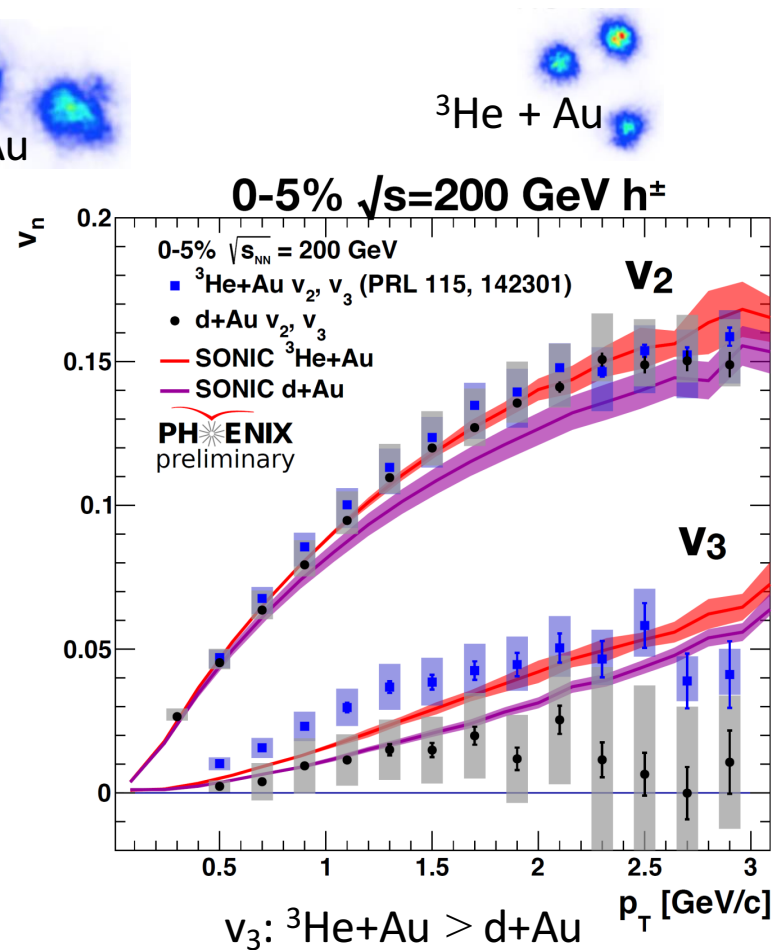 Au
³He + Au
0-5% √s=200 GeV h±
vₙ
0.2
0.15
0.1
0.05
0
0-5% √sNN = 200 GeV
³He+Au v₂, v₃ (PRL 115, 142301)
d+Au v₂, v₃
SONIC ³He+Au
SONIC d+Au
PHENIX
preliminary
v₂
v₃
0.5 1 1.5 2 2.5 3
pT [GeV/c]
v₃: ³He+Au > d+Au